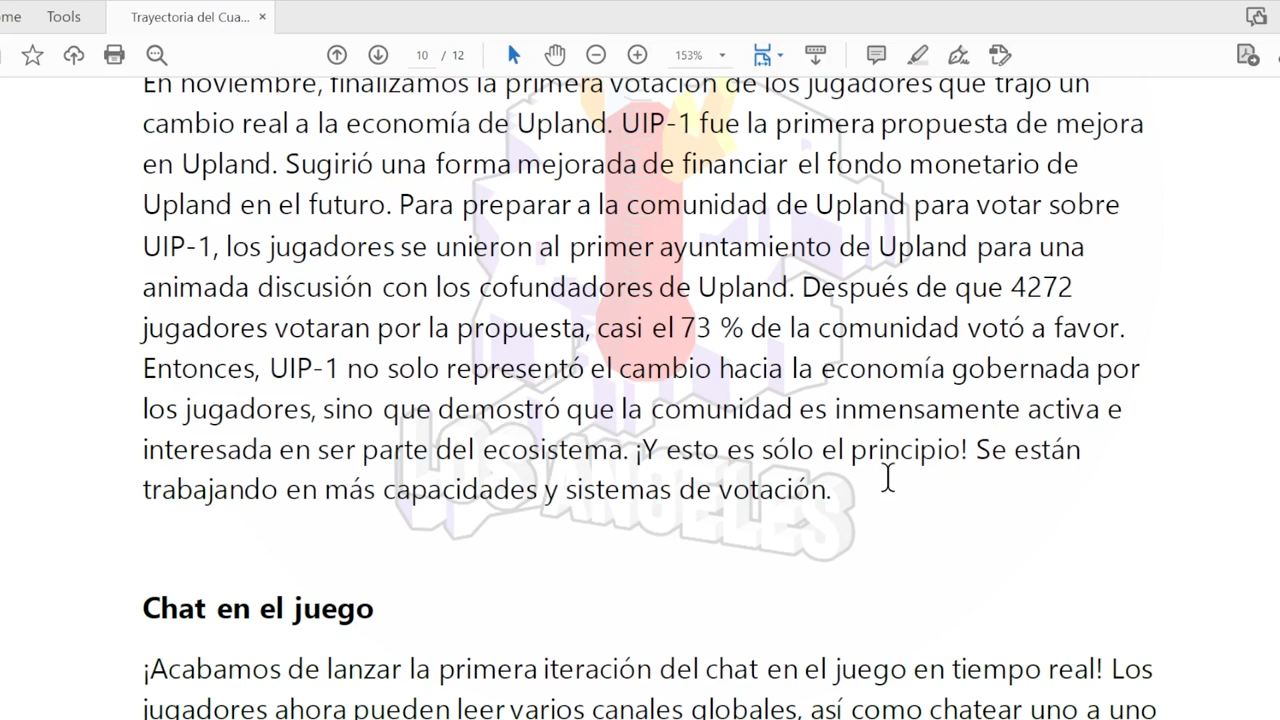 ome Tools Trayectoria del Cua... ×
10 / 12 153%
En noviembre, finalizamos la primera votación de los jugadores que trajo un
cambio real a la economía de Upland. UIP-1 fue la primera propuesta de mejora
en Upland. Sugirió una forma mejorada de financiar el fondo monetario de
Upland en el futuro. Para preparar a la comunidad de Upland para votar sobre
UIP-1, los jugadores se unieron al primer ayuntamiento de Upland para una
animada discusión con los cofundadores de Upland. Después de que 4272
jugadores votaran por la propuesta, casi el 73 % de la comunidad votó a favor.
Entonces, UIP-1 no solo representó el cambio hacia la economía gobernada por
los jugadores, sino que demostró que la comunidad es inmensamente activa e
interesada en ser parte del ecosistema. ¡Y esto es sólo el principio! Se están
trabajando en más capacidades y sistemas de votación.
LOS ANGELES
Chat en el juego
¡Acabamos de lanzar la primera iteración del chat en el juego en tiempo real! Los
jugadores ahora pueden leer varios canales globales, así como chatear uno a uno